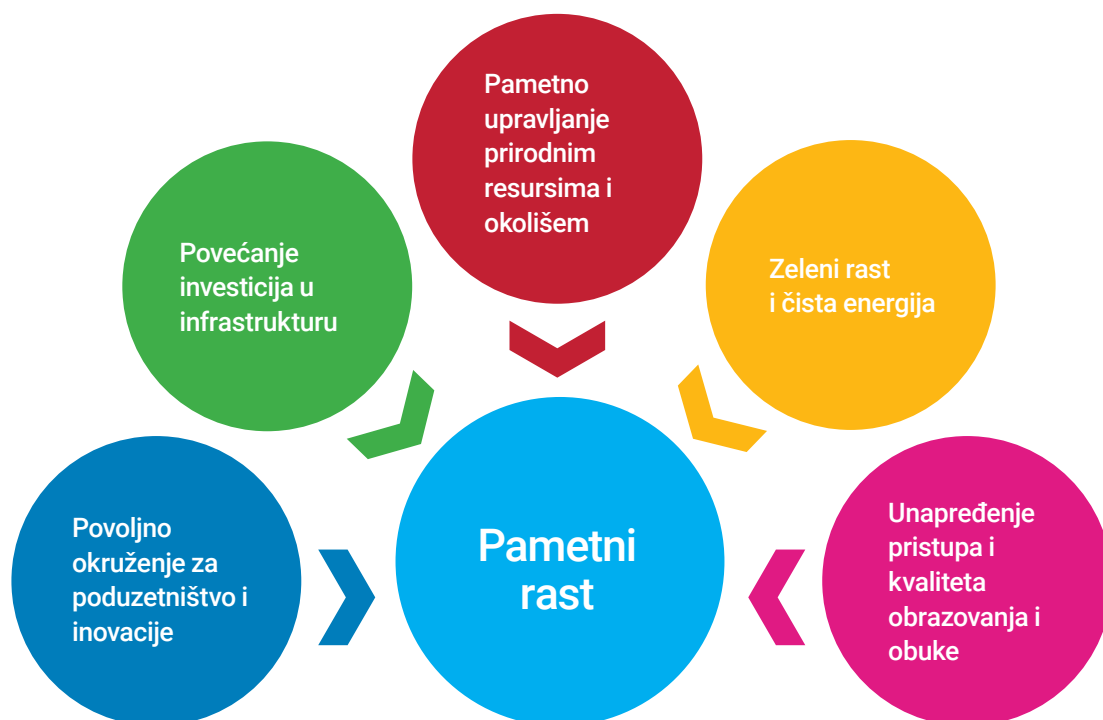 Pametno
upravljanje
prirodnim
resursima i
okolišem
Povećanje
investicija u
infrastrukturu
Zeleni rast
i čista energija
Povoljno
okruženje za
poduzetništvo i
inovacije
Pametni
rast
Unapređenje
pristupa i
kvaliteta
obrazovanja i
obuke